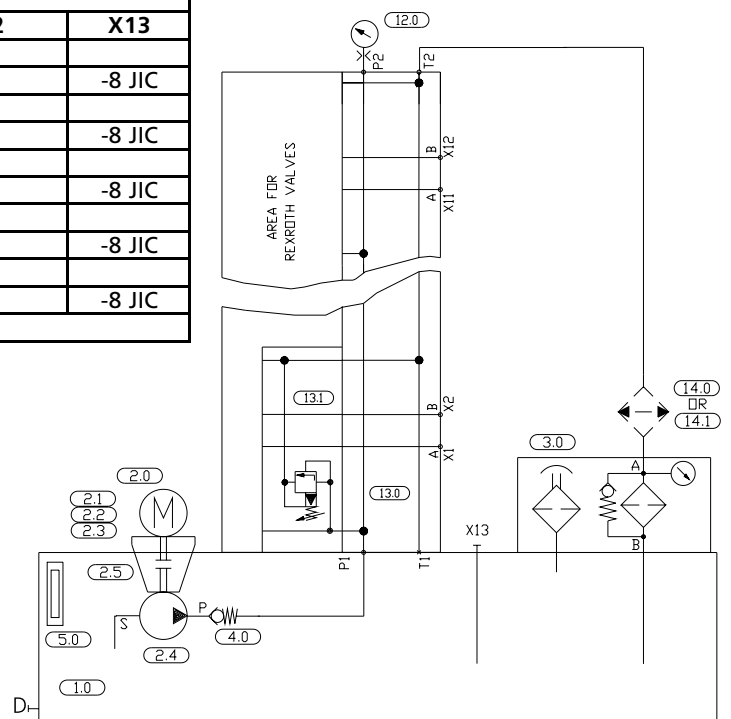 2
X13
-8 JIC
-8 JIC
-8 JIC
-8 JIC
-8 JIC
12.0
P2
T2
AREA FOR
REXROTH VALVES
B
X12
A
X11
13.1
B
X2
A
X1
13.0
14.0
OR
14.1
3.0
A
B
X13
2.0
2.1
2.2
2.3
M
2.5
P1
T1
5.0
S
P
4.0
2.4
1.0
D